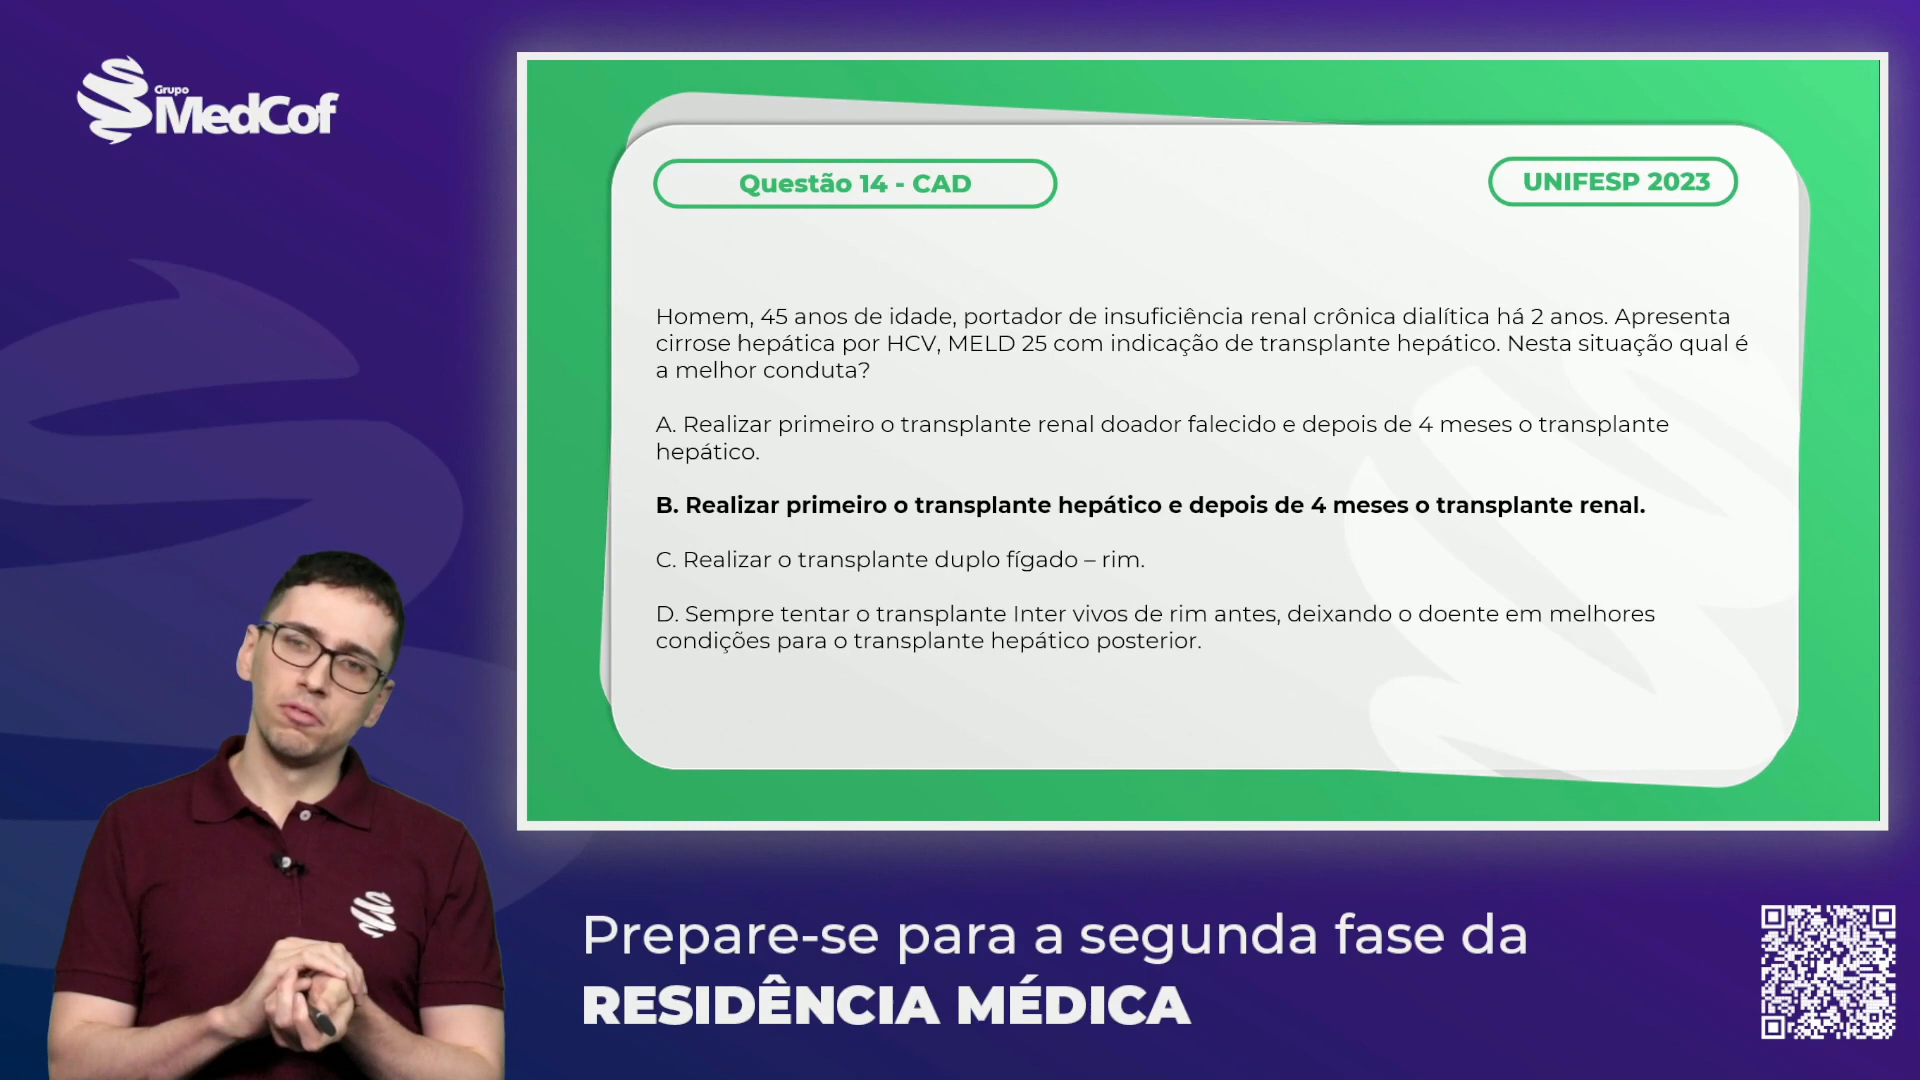 Grupo
MedCof
Questão 14 - CAD
UNIFESP 2023
Homem, 45 anos de idade, portador de insuficiência renal crônica dialítica há 2 anos. Apresenta
cirrose hepática por HCV, MELD 25 com indicação de transplante hepático. Nesta situação qual é
a melhor conduta?
A. Realizar primeiro o transplante renal doador falecido e depois de 4 meses o transplante
hepático.
B. Realizar primeiro o transplante hepático e depois de 4 meses o transplante renal.
C. Realizar o transplante duplo fígado – rim.
D. Sempre tentar o transplante Inter vivos de rim antes, deixando o doente em melhores
condições para o transplante hepático posterior.
Prepare-se para a segunda fase da
RESIDÊNCIA MÉDICA